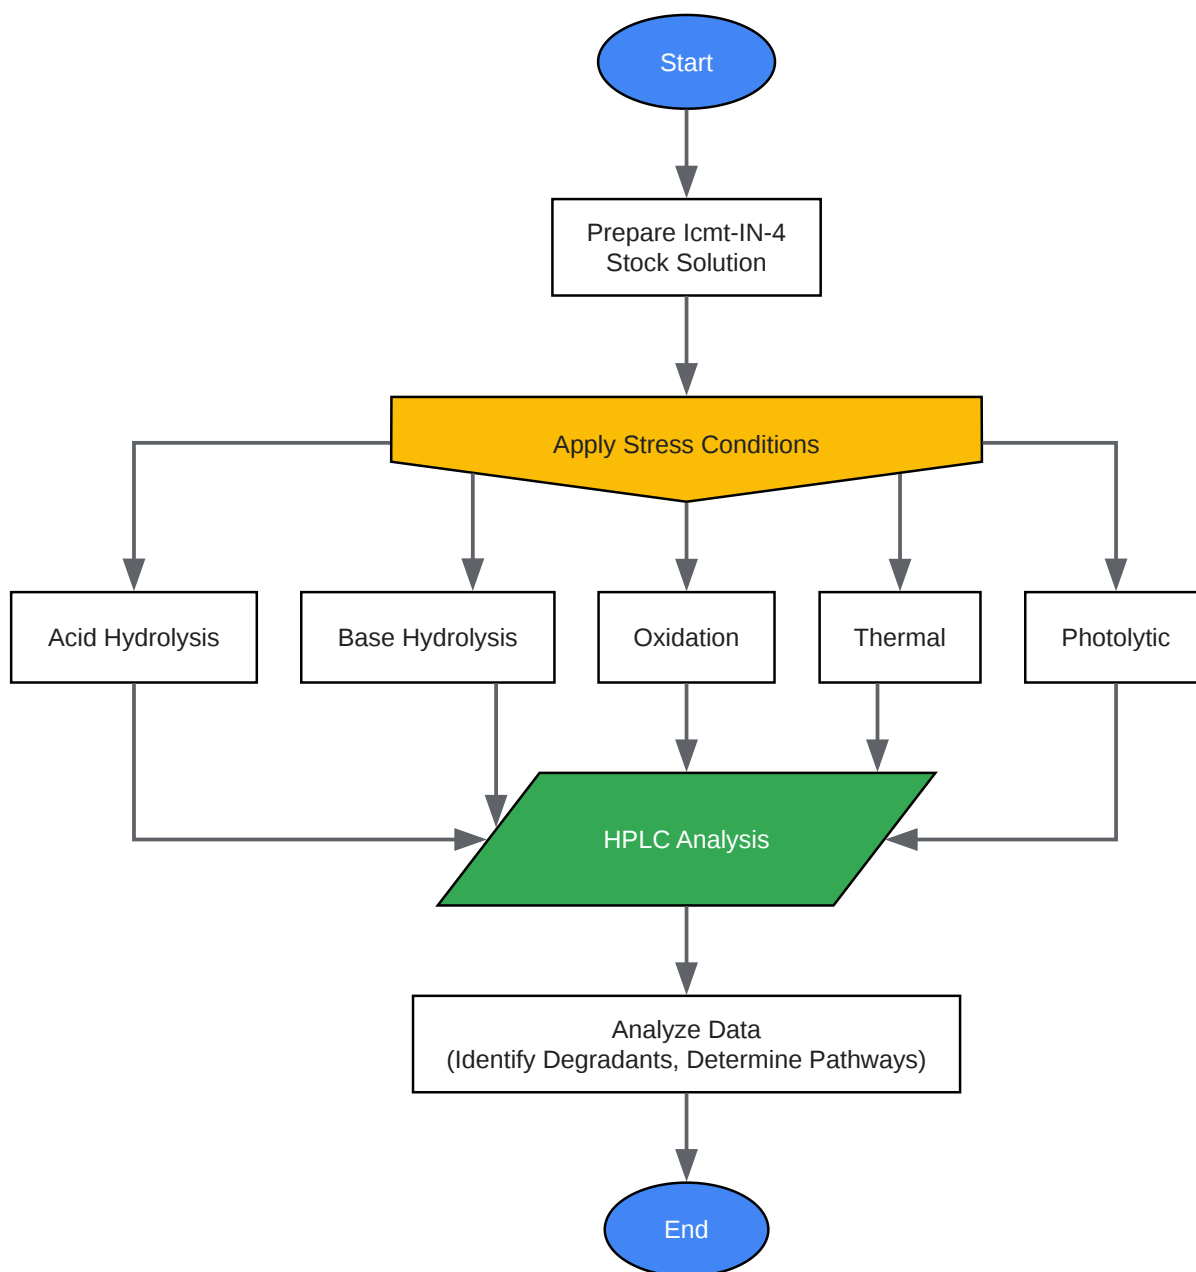 Start
Prepare Icmt-IN-4
Stock Solution
Apply Stress Conditions
Acid Hydrolysis
Base Hydrolysis
Oxidation
Thermal
Photolytic
HPLC Analysis
Analyze Data
(Identify Degradants, Determine Pathways)
End